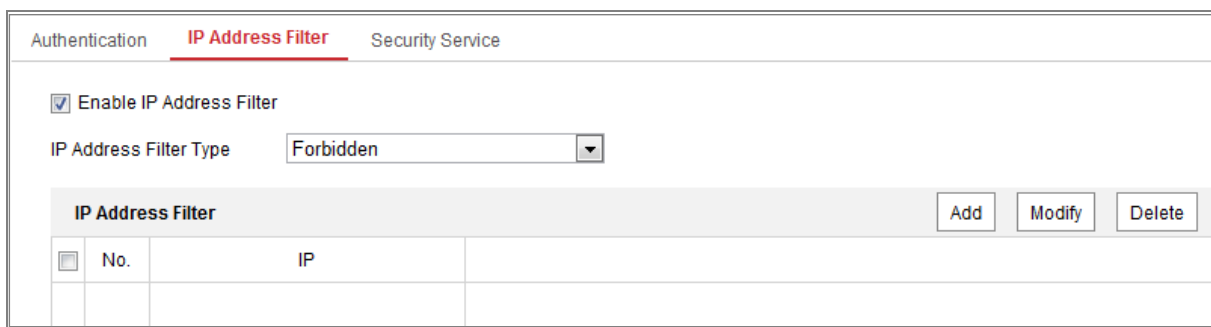 Authentication IP Address Filter Security Service
Enable IP Address Filter
IP Address Filter Type Forbidden
IP Address Filter Add Modify Delete
No. IP